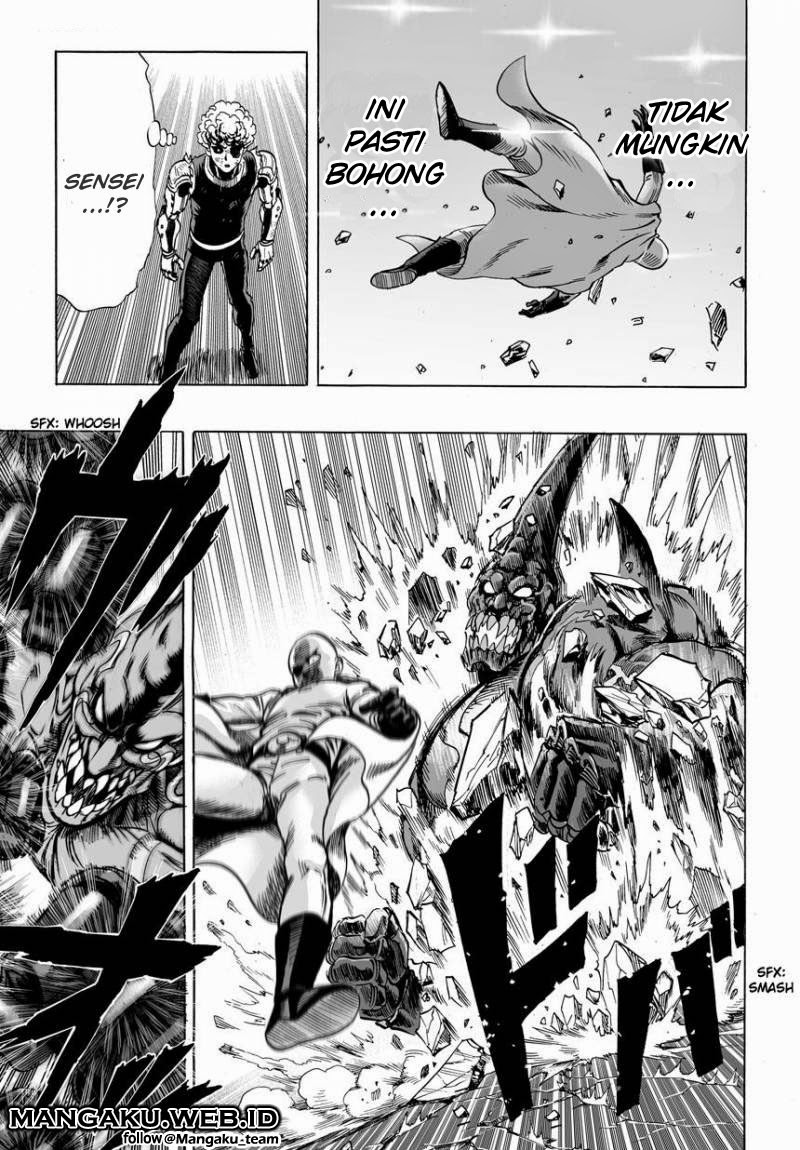 TIDAK
MUNGKIN
...
INI
PASTI
BOHONG
...
SENSEI
...!?
SFX: WHOOSH
SFX:
SMASH
MANGAKU.WEB.ID
follow@Mangaku_team